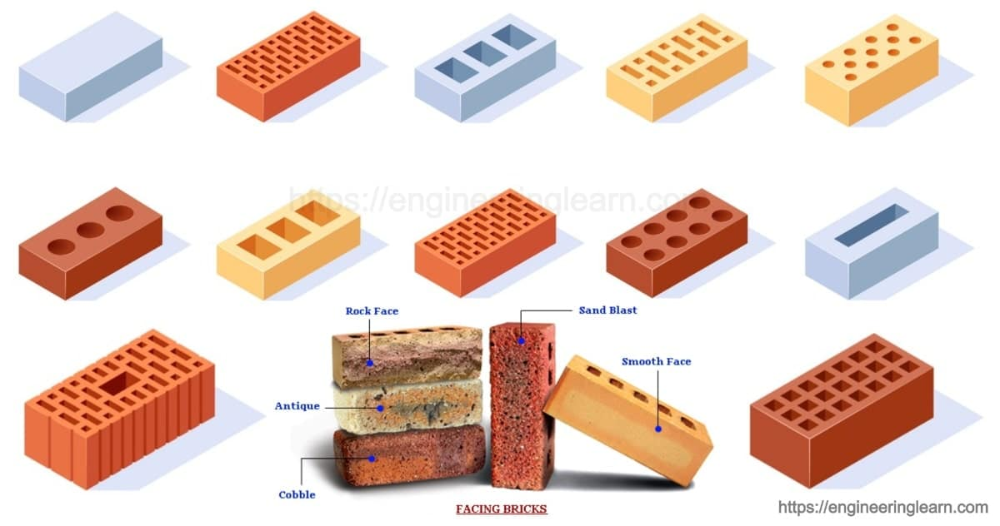 https://engineeringlearn.com
Rock Face
Sand Blast
Smooth Face
Antique
Cobble
FACING BRICKS
https://engineeringlearn.com